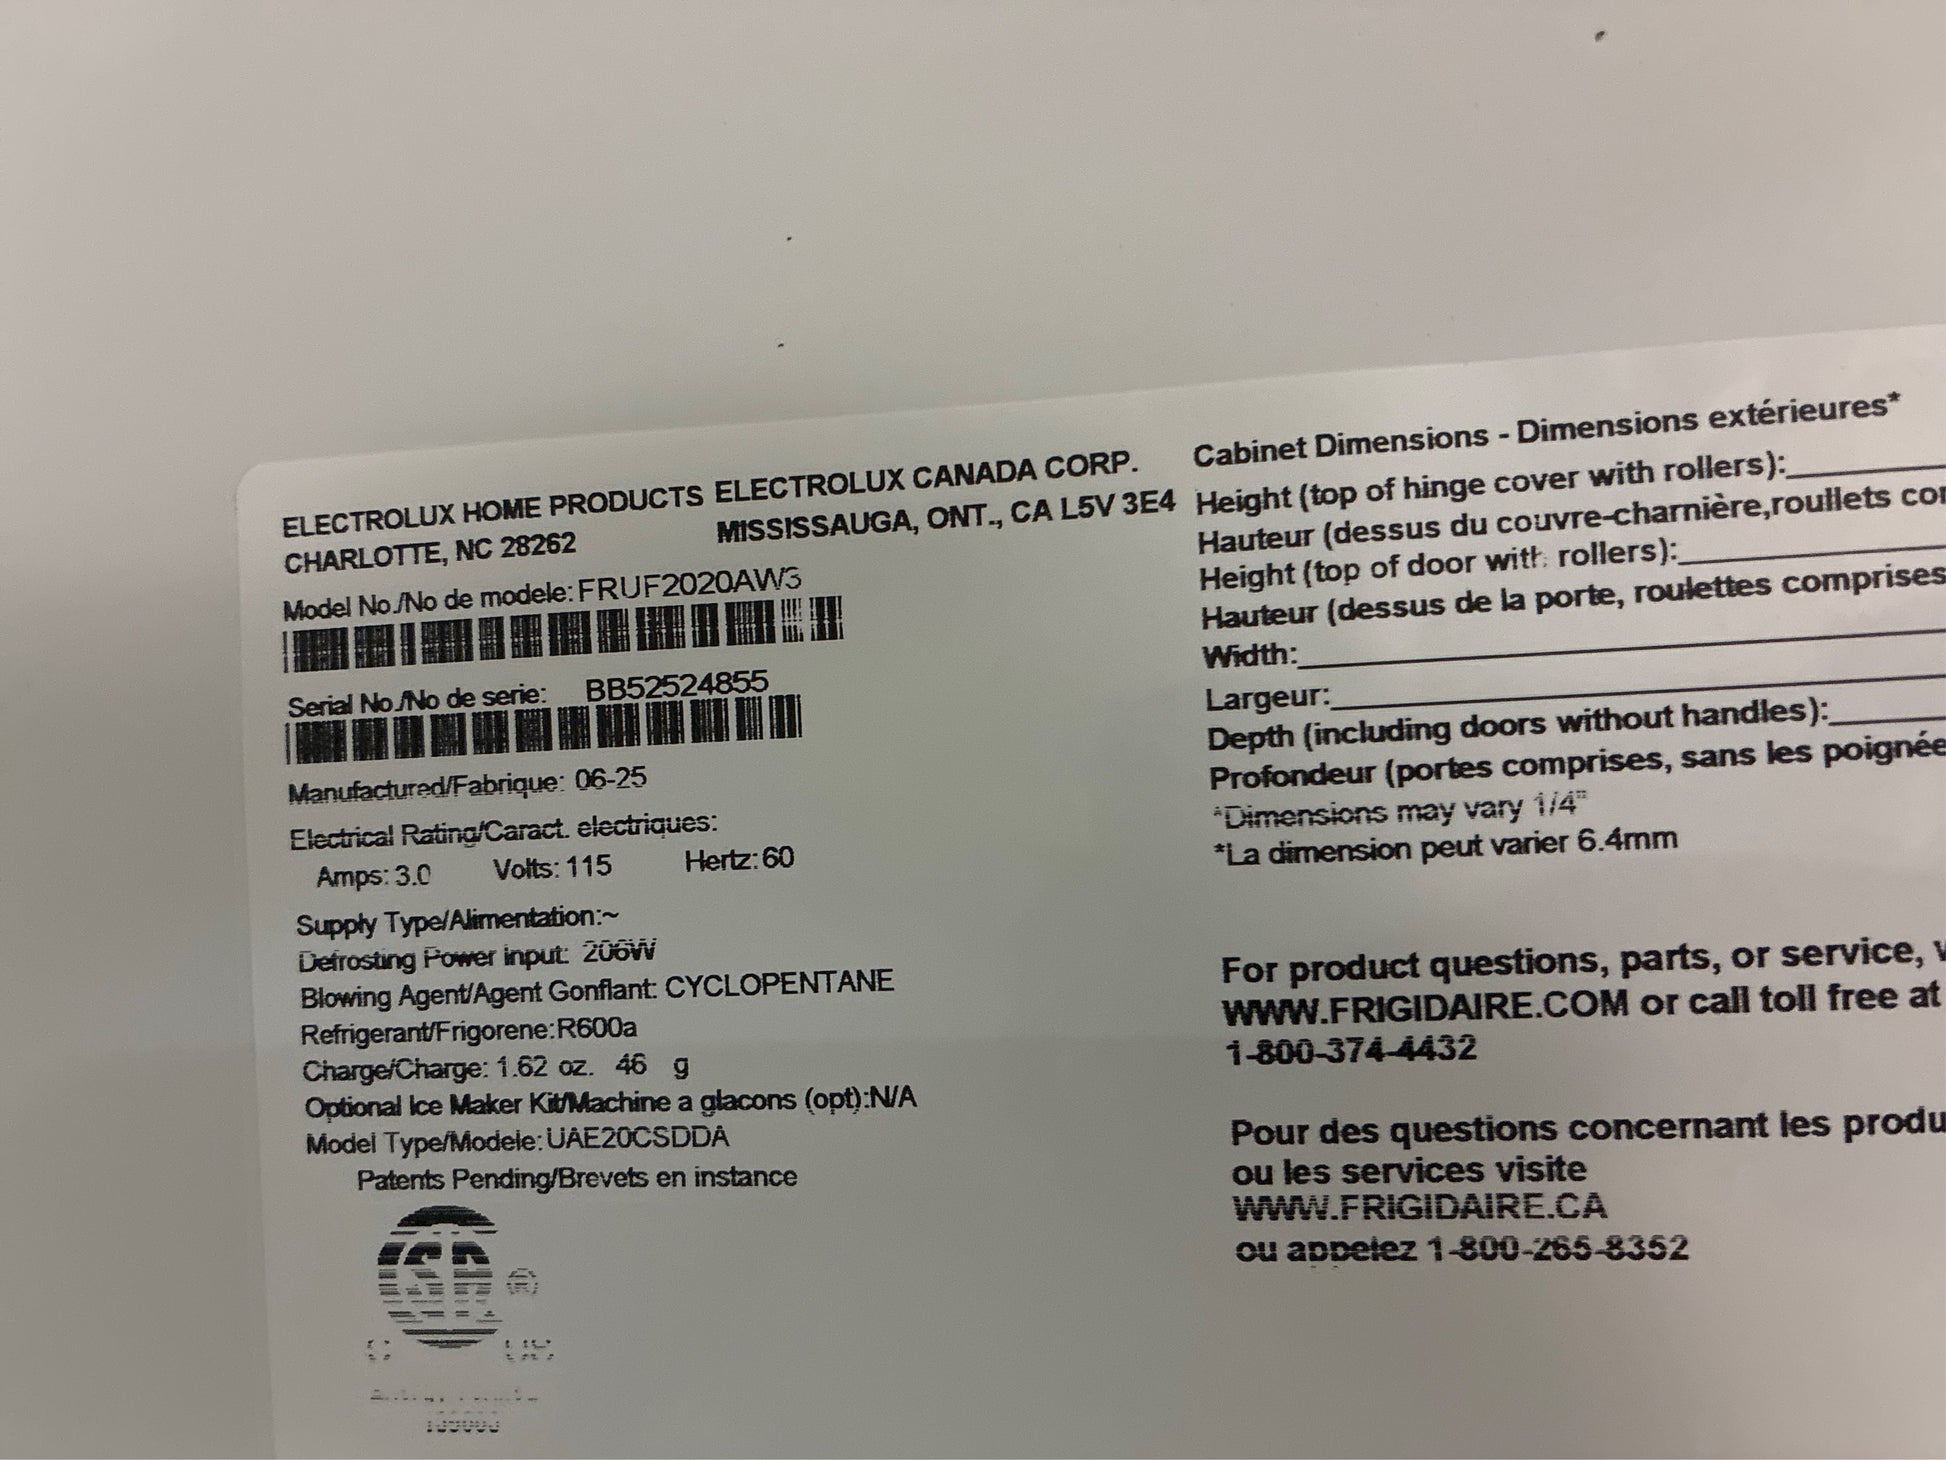 ELECTROLUX HOME PRODUCTS ELECTROLUX CANADA CORP.
CHARLOTTE, NC 28262 MISSISSAUGA, ONT., CA L5V 3E4
Model No./No de modele: FRUF2020AW3
Serial No./No de serie: BB52524855
Manufactured/Fabrique: 06-25
Electrical Rating/Caract. electriques:
Amps: 3.0 Volts: 115 Hertz: 60
Supply Type/Alimentation:~
Defrosting Power input: 206W
Blowing Agent/Agent Gonflant: CYCLOPENTANE
Refrigerant/Frigorene: R600a
Charge/Charge: 1.62 oz. 46 g
Optional Ice Maker Kit/Machine a glacons (opt):N/A
Model Type/Modele: UAE20CSDDA
Patents Pending/Brevets en instance
Cabinet Dimensions - Dimensions extérieures*
Height (top of hinge cover with rollers):
Hauteur (dessus du couvre-charnière,roullets
Height (top of door with rollers):
Hauteur (dessus de la porte, roulettes comprises
Width:
Largeur:
Depth (including doors without handles):
Profondeur (portes comprises, sans les poignée
*Dimensions may vary 1/4"
*La dimension peut varier 6.4mm
For product questions, parts, or service,
WWW.FRIGIDAIRE.COM or call toll free at
1-800-374-4432
Pour des questions concernant les produ
ou les services visite
WWW.FRIGIDAIRE.CA
ou appelez 1-800-265-8352